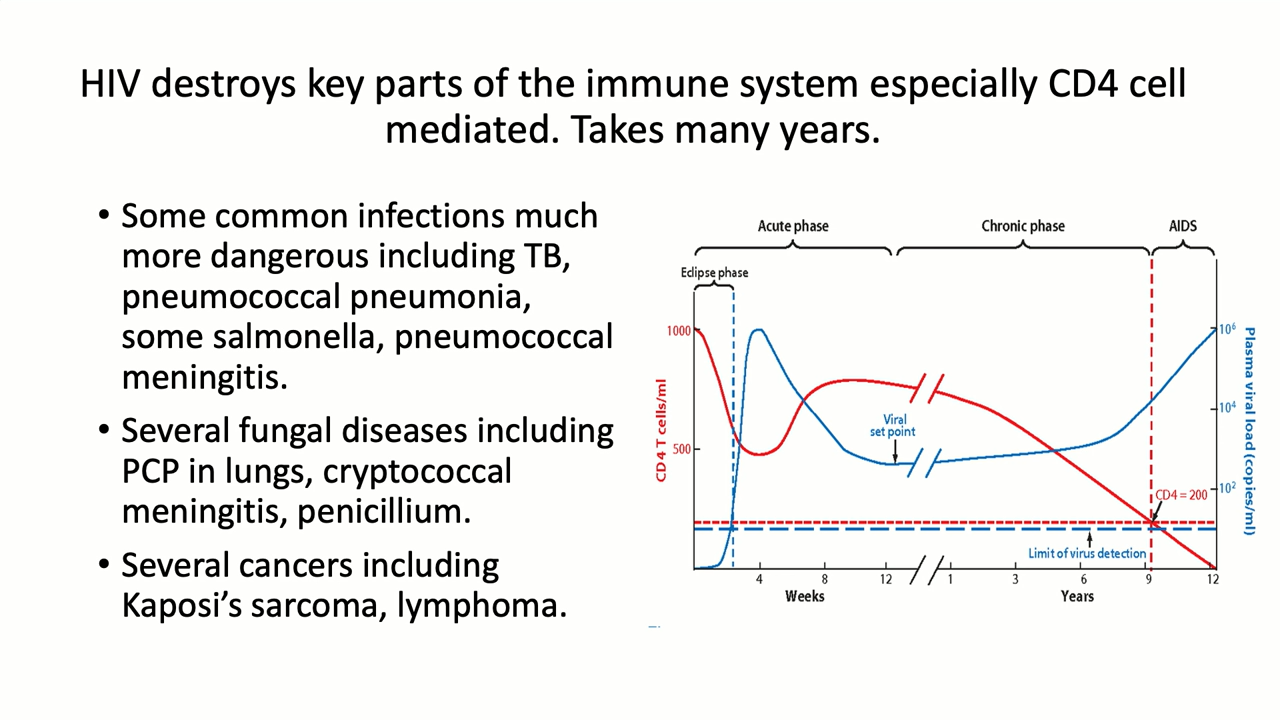 HIV destroys key parts of the immune system especially CD4 cell
mediated. Takes many years.
• Some common infections much
more dangerous including TB,
pneumococcal pneumonia,
some salmonella, pneumococcal
meningitis.
• Several fungal diseases including
PCP in lungs, cryptococcal
meningitis, penicillium.
• Several cancers including
Kaposi’s sarcoma, lymphoma.
Acute phase
Chronic phase
AIDS
Eclipse phase
CD4 T cells/ml
1000
500
Viral
set point
CD4 = 200
Limit of virus detection
10⁶
10⁴
10²
Plasma viral load (copies/ml)
4 8 12 1 3 6 9 12
Weeks Years